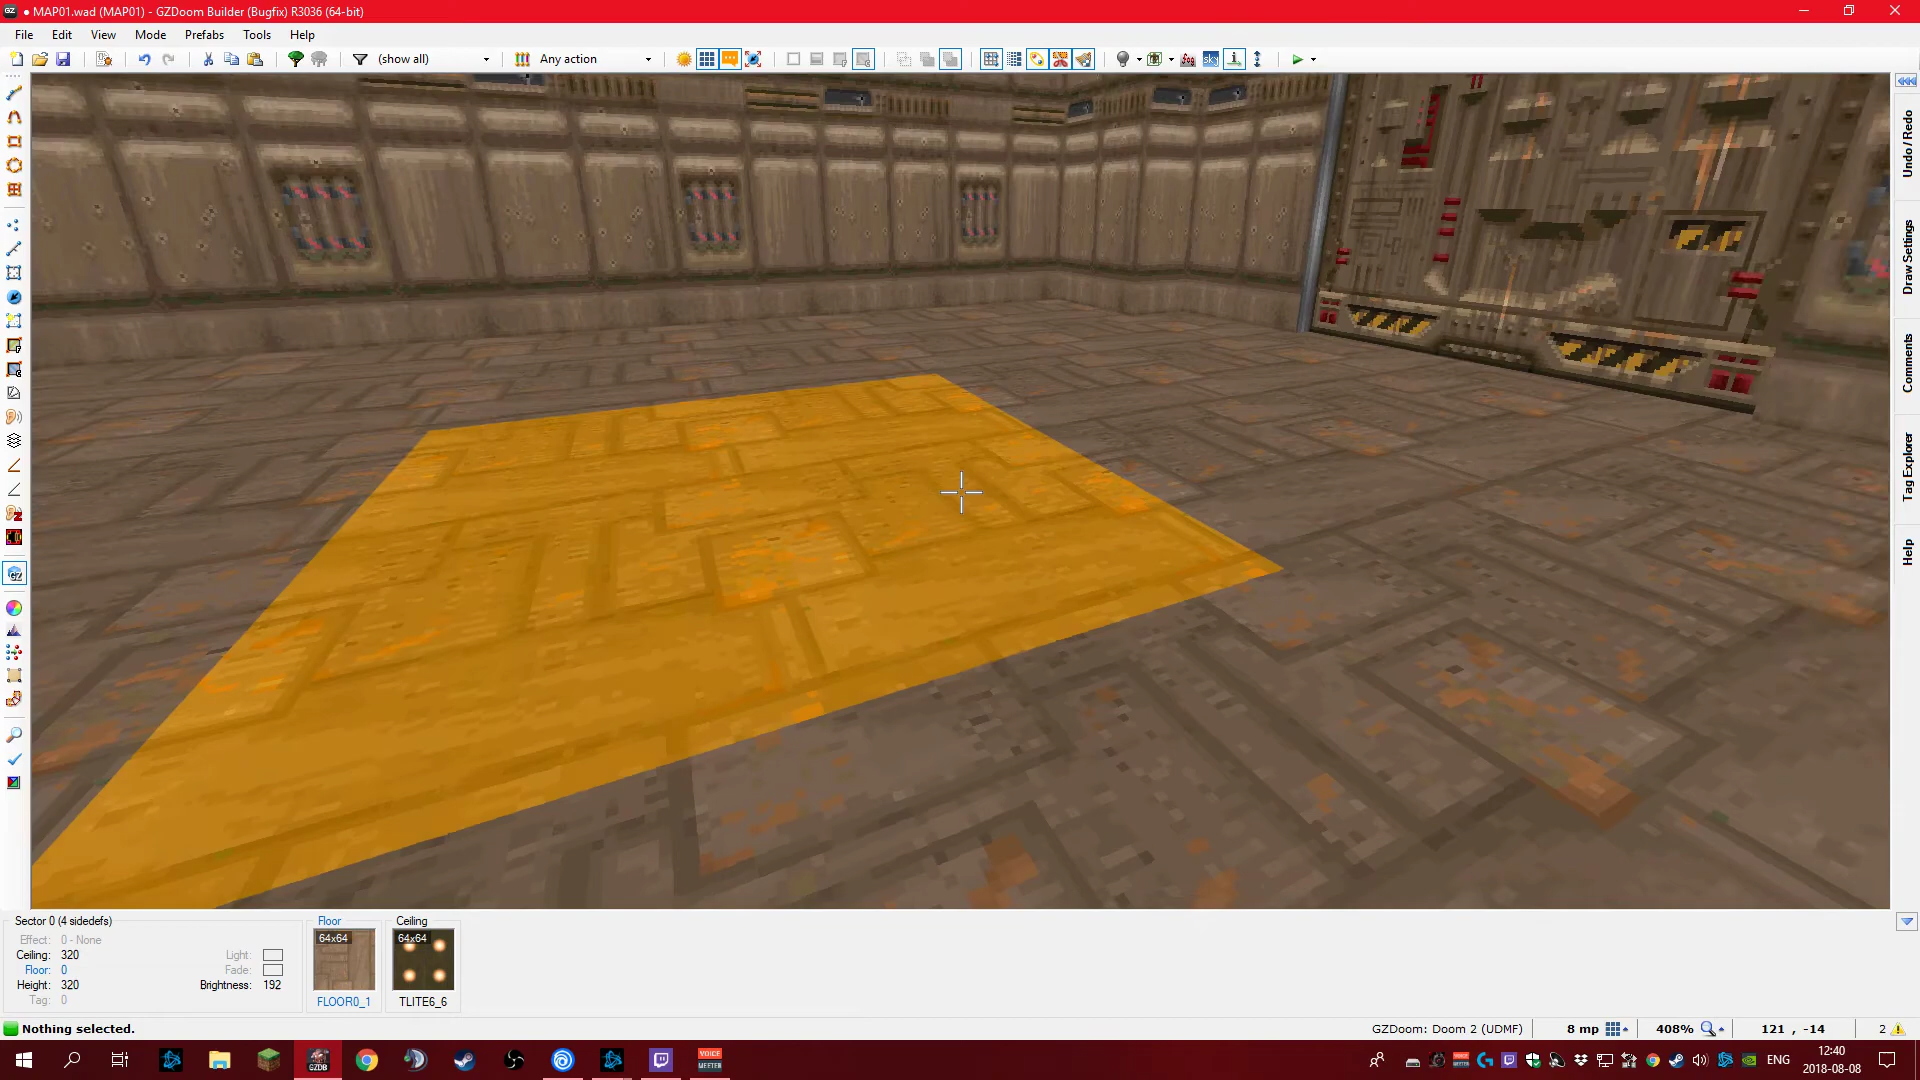 MAP01.wad (MAP01) - GZDoom Builder (Bugfix) R3036 (64-bit)
File Edit View Mode Prefabs Tools Help
(show all) Any action
Undo / Redo
Draw Settings
Comments
Tag Explorer
Help
Sector 0 (4 sidedefs)
Effect: 0 - None
Ceiling: 320 Light:
Floor: 0 Fade:
Height: 320 Brightness: 192
Tag: 0
Floor
64x64
FLOOR0_1
Ceiling
64x64
TLITE6_6
Nothing selected. GZDoom: Doom 2 (UDMF) 8 mp 408% 121 , -14 2
GZDB
VOICE
MEETER
ENG
12:40
2018-08-08